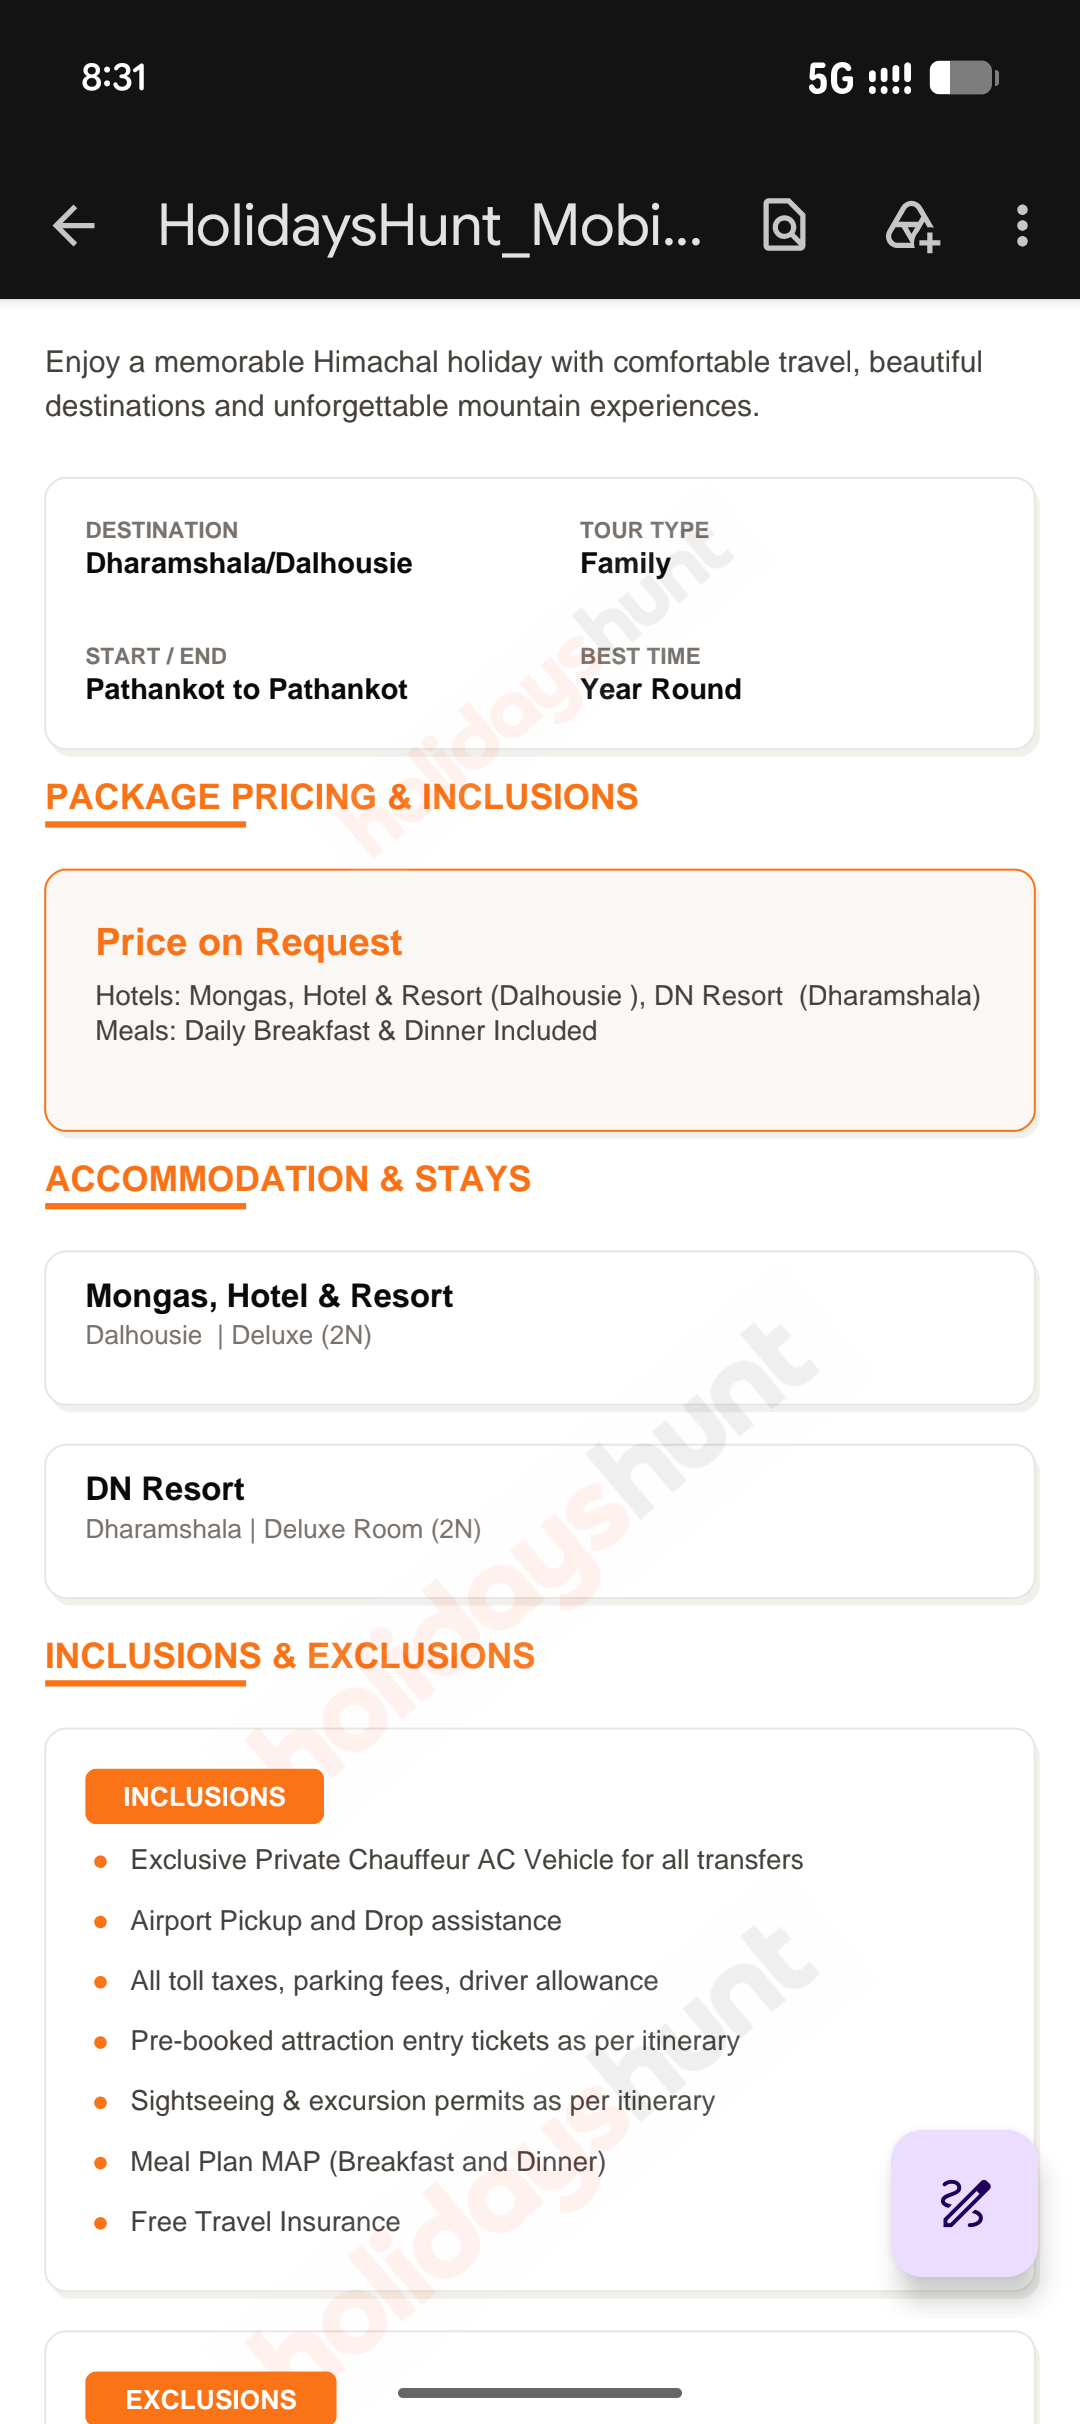 8:31
5G
HolidaysHunt_Mobi...
Enjoy a memorable Himachal holiday with comfortable travel, beautiful
destinations and unforgettable mountain experiences.
DESTINATION
Dharamshala/Dalhousie
TOUR TYPE
Family
START / END
Pathankot to Pathankot
BEST TIME
Year Round
holidayshunt
PACKAGE PRICING & INCLUSIONS
Price on Request
Hotels: Mongas, Hotel & Resort (Dalhousie ), DN Resort  (Dharamshala)
Meals: Daily Breakfast & Dinner Included
ACCOMMODATION & STAYS
Mongas, Hotel & Resort
Dalhousie  | Deluxe (2N)
DN Resort
Dharamshala | Deluxe Room (2N)
holidayshunt
INCLUSIONS & EXCLUSIONS
INCLUSIONS
Exclusive Private Chauffeur AC Vehicle for all transfers
Airport Pickup and Drop assistance
All toll taxes, parking fees, driver allowance
Pre-booked attraction entry tickets as per itinerary
Sightseeing & excursion permits as per itinerary
Meal Plan MAP (Breakfast and Dinner)
Free Travel Insurance
holidayshunt
EXCLUSIONS